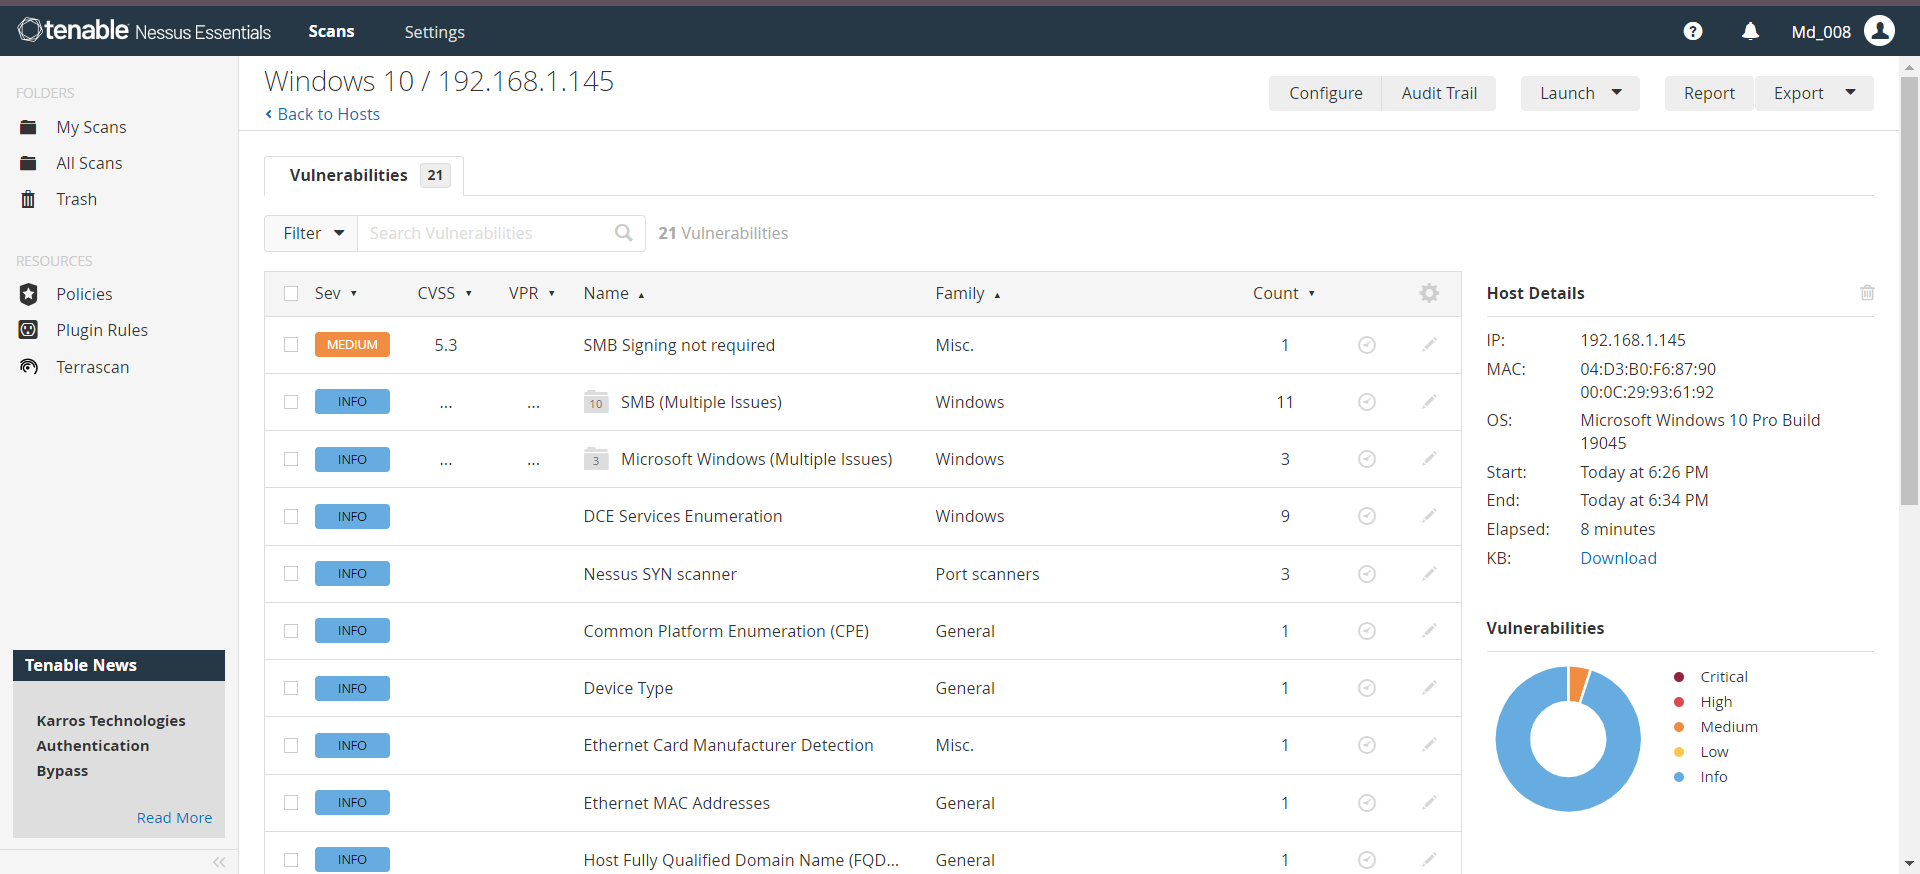 tenable Nessus Essentials Scans Settings ? Md_008
FOLDERS
My Scans
All Scans
Trash
RESOURCES
Policies
Plugin Rules
Terrascan
Tenable News
Karros Technologies
Authentication
Bypass
Read More
Windows 10 / 192.168.1.145
Back to Hosts
Configure Audit Trail Launch Report Export
Vulnerabilities 21
Filter Search Vulnerabilities 21 Vulnerabilities
Sev CVSS VPR Name Family Count
MEDIUM 5.3 SMB Signing not required Misc. 1
INFO ... ... 10 SMB (Multiple Issues) Windows 11
INFO ... ... 3 Microsoft Windows (Multiple Issues) Windows 3
INFO DCE Services Enumeration Windows 9
INFO Nessus SYN scanner Port scanners 3
INFO Common Platform Enumeration (CPE) General 1
INFO Device Type General 1
INFO Ethernet Card Manufacturer Detection Misc. 1
INFO Ethernet MAC Addresses General 1
INFO Host Fully Qualified Domain Name (FQD... General 1
Host Details
IP: 192.168.1.145
MAC: 04:D3:B0:F6:87:90
00:0C:29:93:61:92
OS: Microsoft Windows 10 Pro Build
19045
Start: Today at 6:26 PM
End: Today at 6:34 PM
Elapsed: 8 minutes
KB: Download
Vulnerabilities
Critical
High
Medium
Low
Info